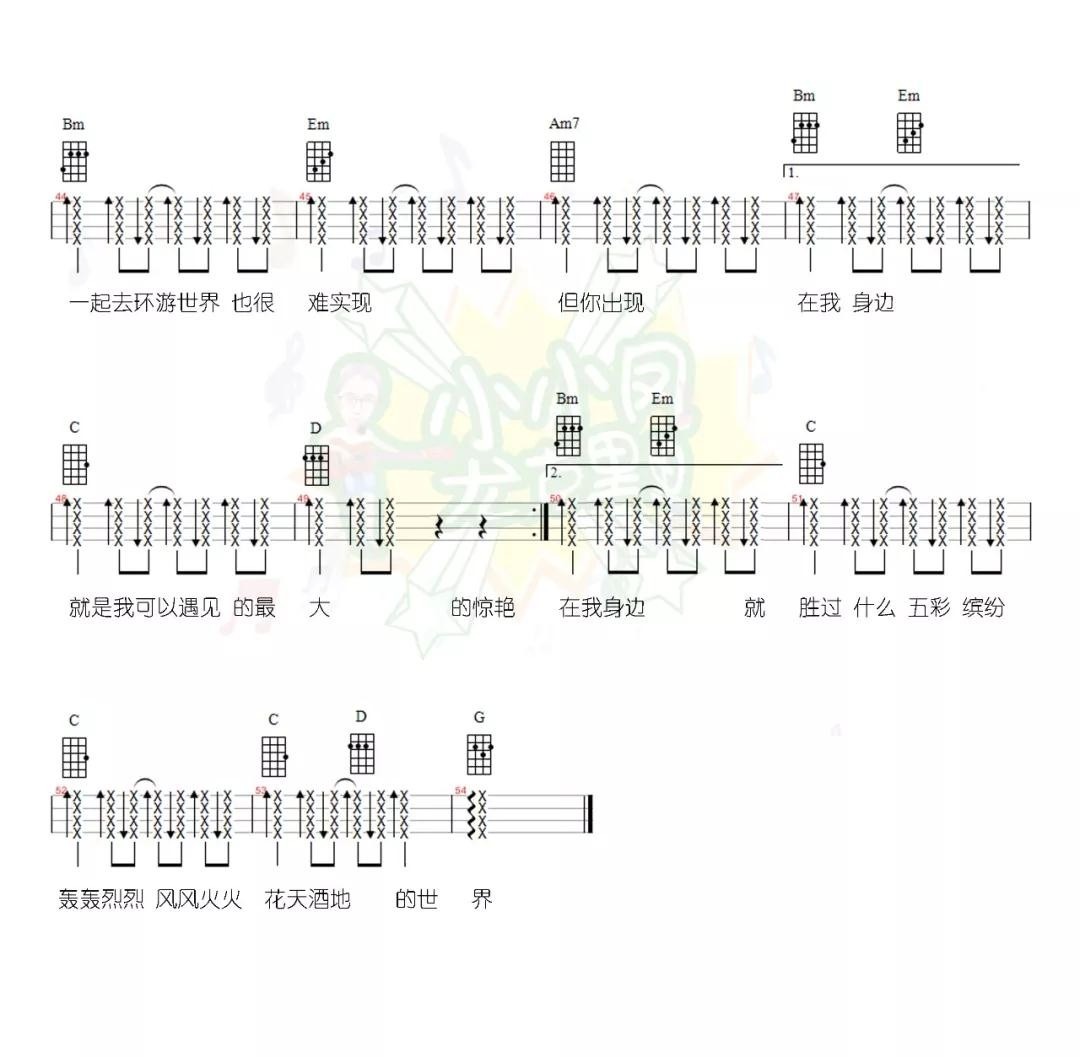 Bm Em
Bm Em Am7
1.
44 45 46 47
一起去环游世界 也很 难实现 但你出现 在我 身边
Bm Em
C D C
2.
48 49 50 51
就是我可以遇见 的最 大 的惊艳 在我身边 就 胜过 什么 五彩 缤纷
C C D G
52 53 54
轰轰烈烈 风风火火 花天酒地 的世 界
小小冯